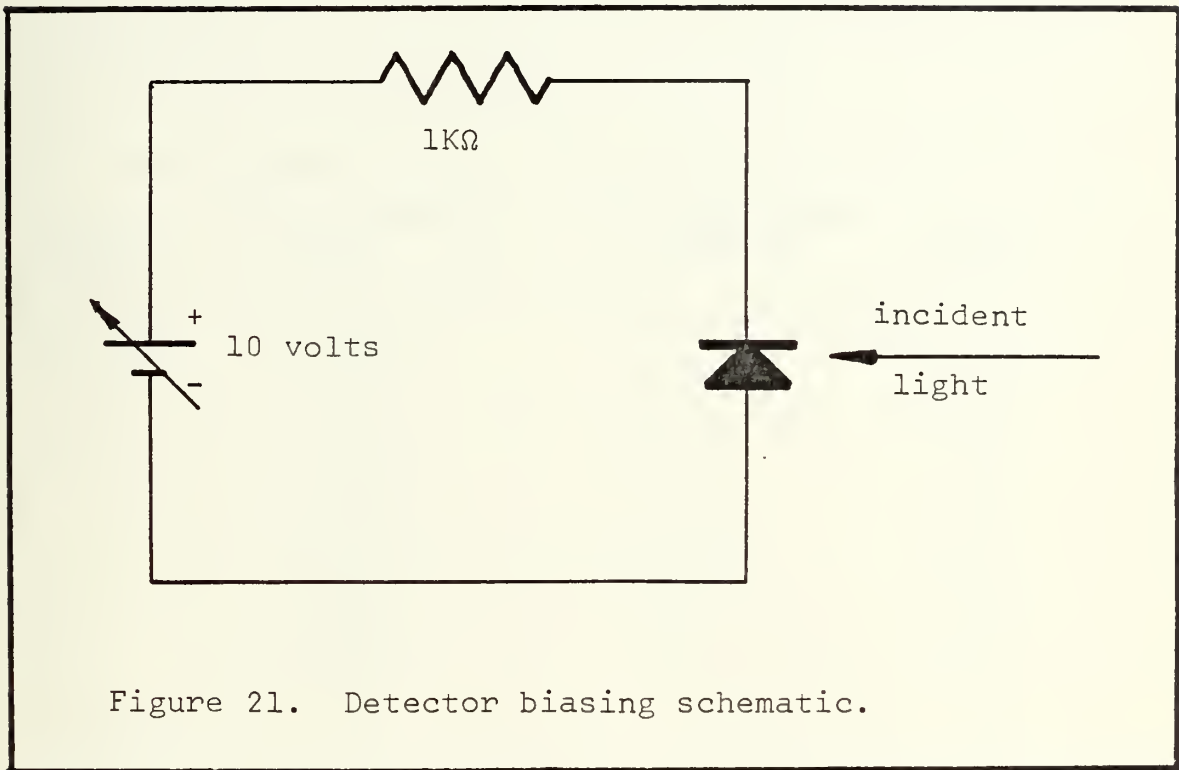 1KΩ
+
10 volts
-
incident
light
Figure 21. Detector biasing schematic.